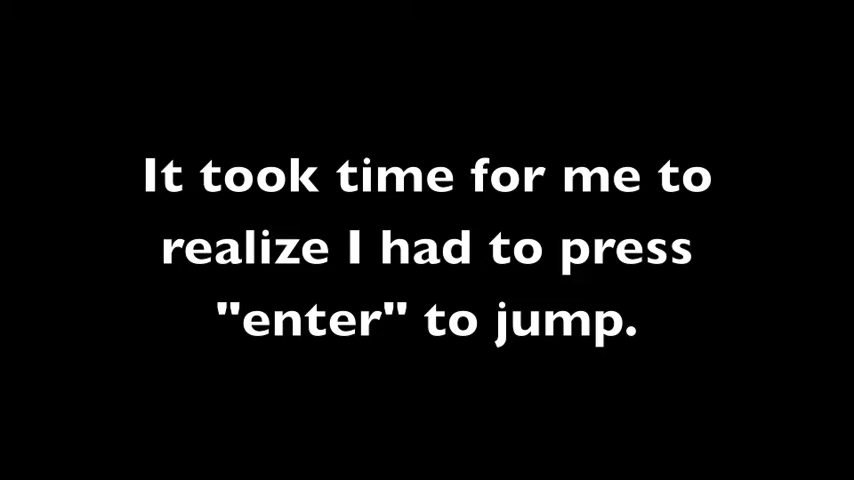 It took time for me to
realize I had to press
"enter" to jump.